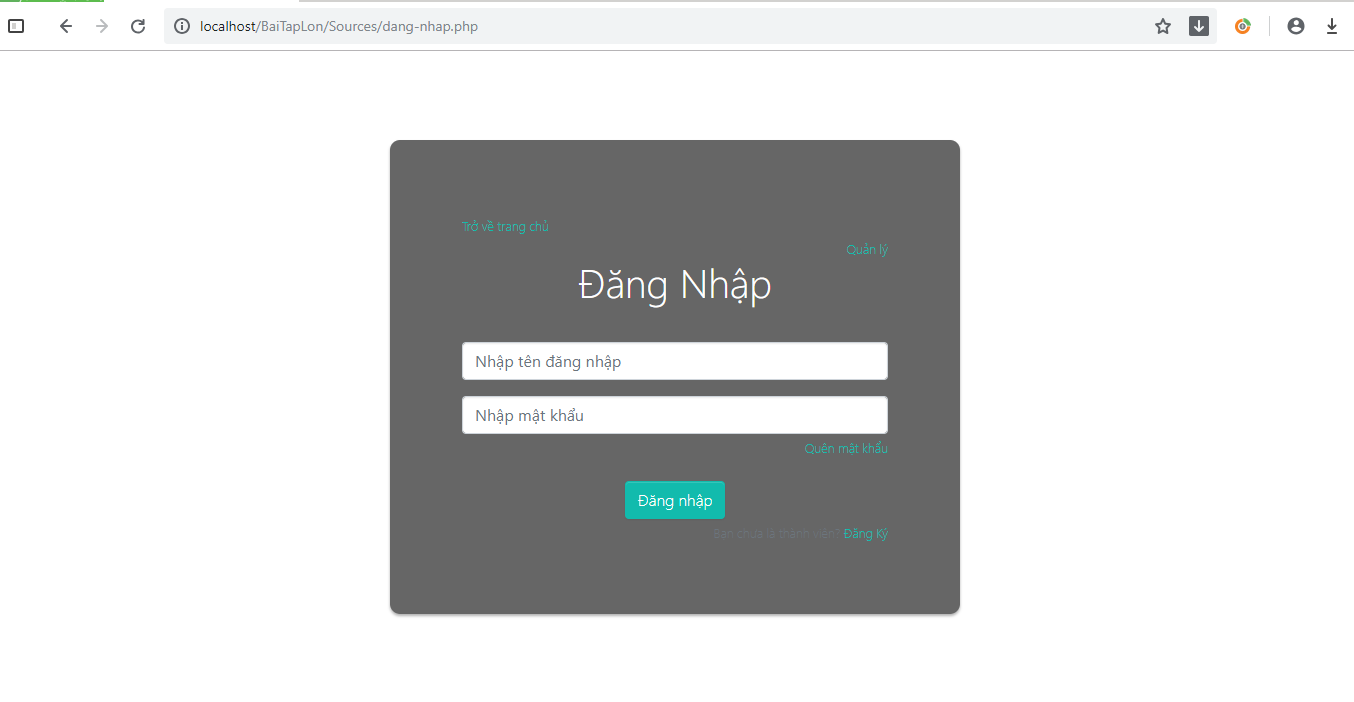 localhost/BaiTapLon/Sources/dang-nhap.php
Trở về trang chủ
Quản lý
Đăng Nhập
Nhập tên đăng nhập
Nhập mật khẩu
Quên mật khẩu
Đăng nhập
Bạn chưa là thành viên? Đăng Ký